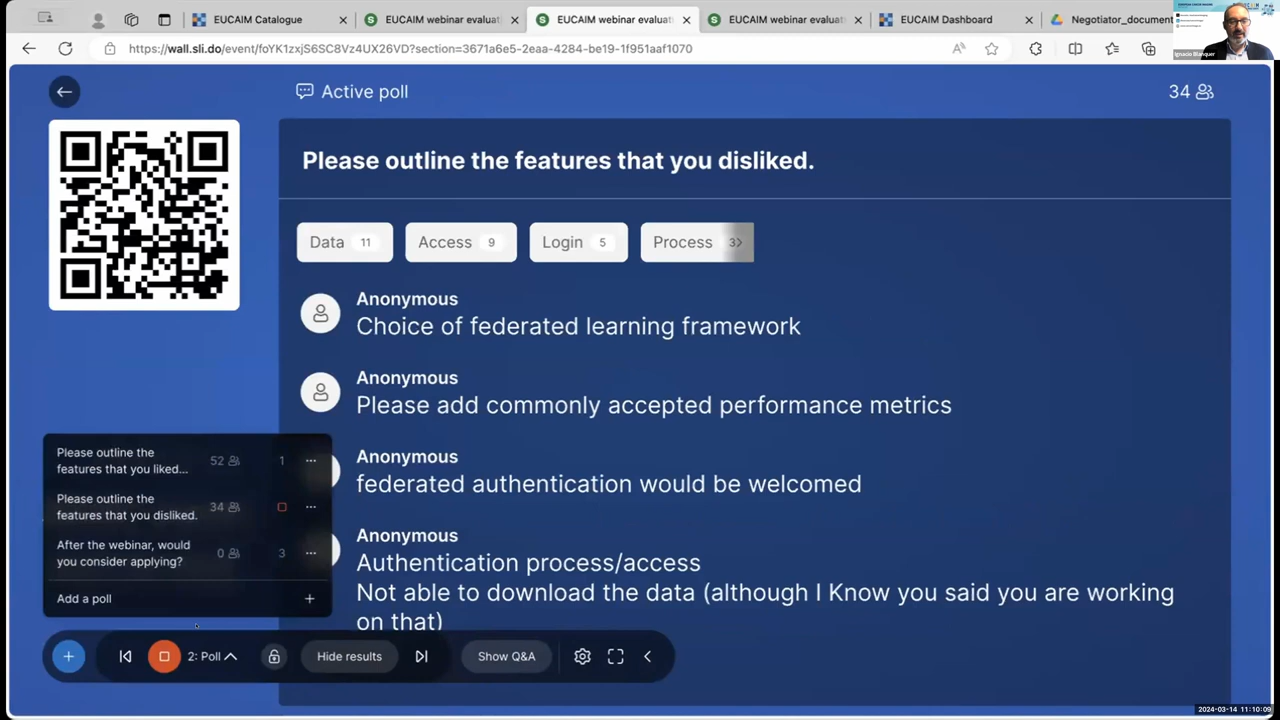 EUCAIM Catalogue
EUCAIM webinar evaluati
EUCAIM webinar evaluati
EUCAIM webinar evaluati
EUCAIM Dashboard
Negotiator_document
https://wall.sli.do/event/foYK1zxjS6SC8Vz4UX26VD?section=3671a6e5-2eaa-4284-be19-1f951aaf1070
Ignacio Blanquer
Active poll
34
Please outline the features that you disliked.
Data 11
Access 9
Login 5
Process 3
Anonymous
Choice of federated learning framework
Anonymous
Please add commonly accepted performance metrics
Anonymous
federated authentication would be welcomed
Anonymous
Authentication process/access
Not able to download the data (although I Know you said you are working
on that)
Please outline the
features that you liked...
52
1
Please outline the
features that you disliked.
34
After the webinar, would
you consider applying?
0
3
Add a poll
2: Poll
Hide results
Show Q&A
2024-03-14 11:10:09